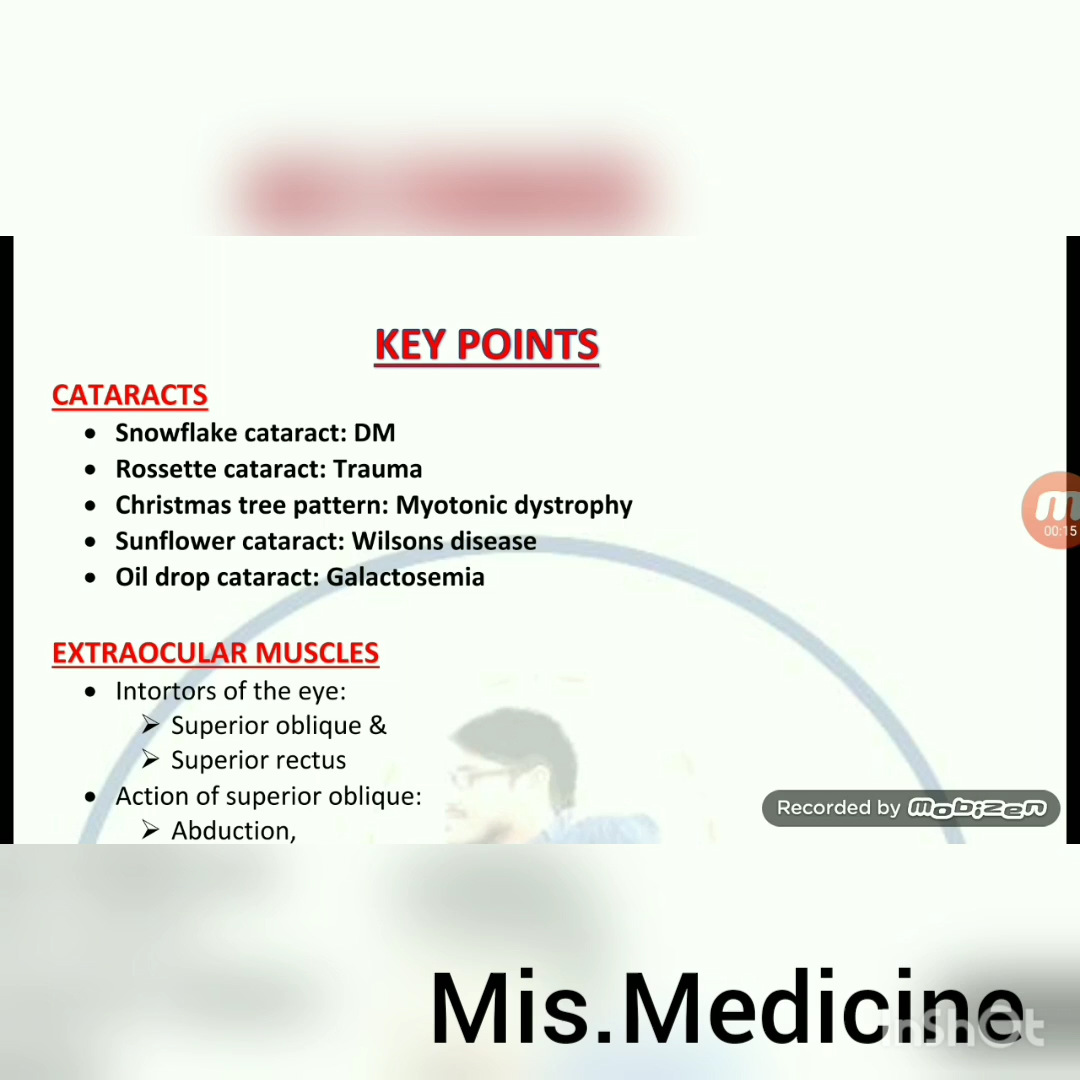 KEY POINTS
CATARACTS
• Snowflake cataract: DM
• Rossette cataract: Trauma
• Christmas tree pattern: Myotonic dystrophy
• Sunflower cataract: Wilsons disease
• Oil drop cataract: Galactosemia
00:15
EXTRAOCULAR MUSCLES
• Intortors of the eye:
➢ Superior oblique &
➢ Superior rectus
• Action of superior oblique:
➢ Abduction,
Recorded by Mobizen
Mis.Medicine
InShOt